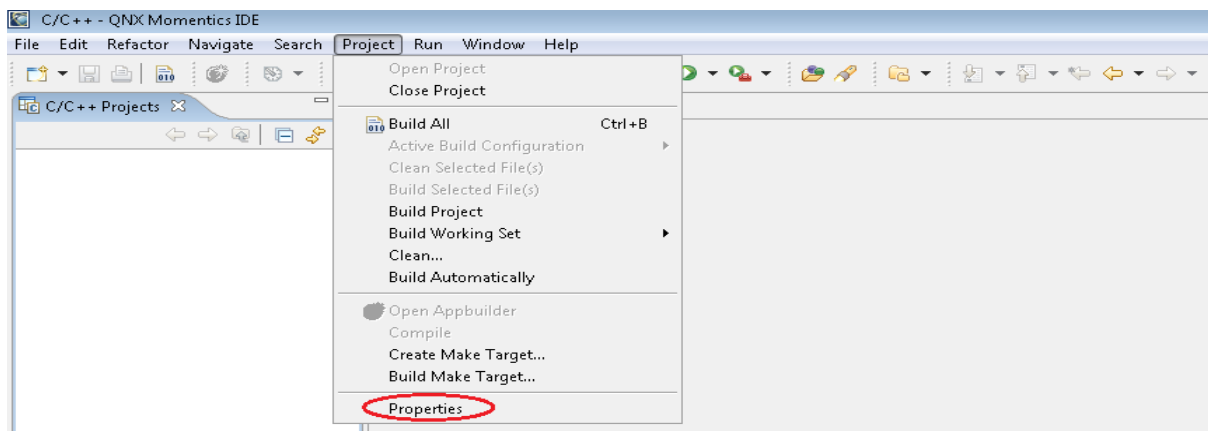 C/C++ - QNX Momentics IDE
File Edit Refactor Navigate Search Project Run Window Help
Open Project
Close Project
C/C++ Projects
010 Build All Ctrl+B
Active Build Configuration
Clean Selected File(s)
Build Selected File(s)
Build Project
Build Working Set
Clean...
Build Automatically
Open Appbuilder
Compile
Create Make Target...
Build Make Target...
Properties